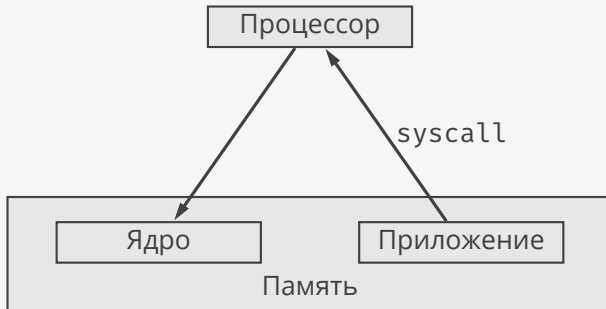 Процессор
syscall
Ядро
Приложение
Память